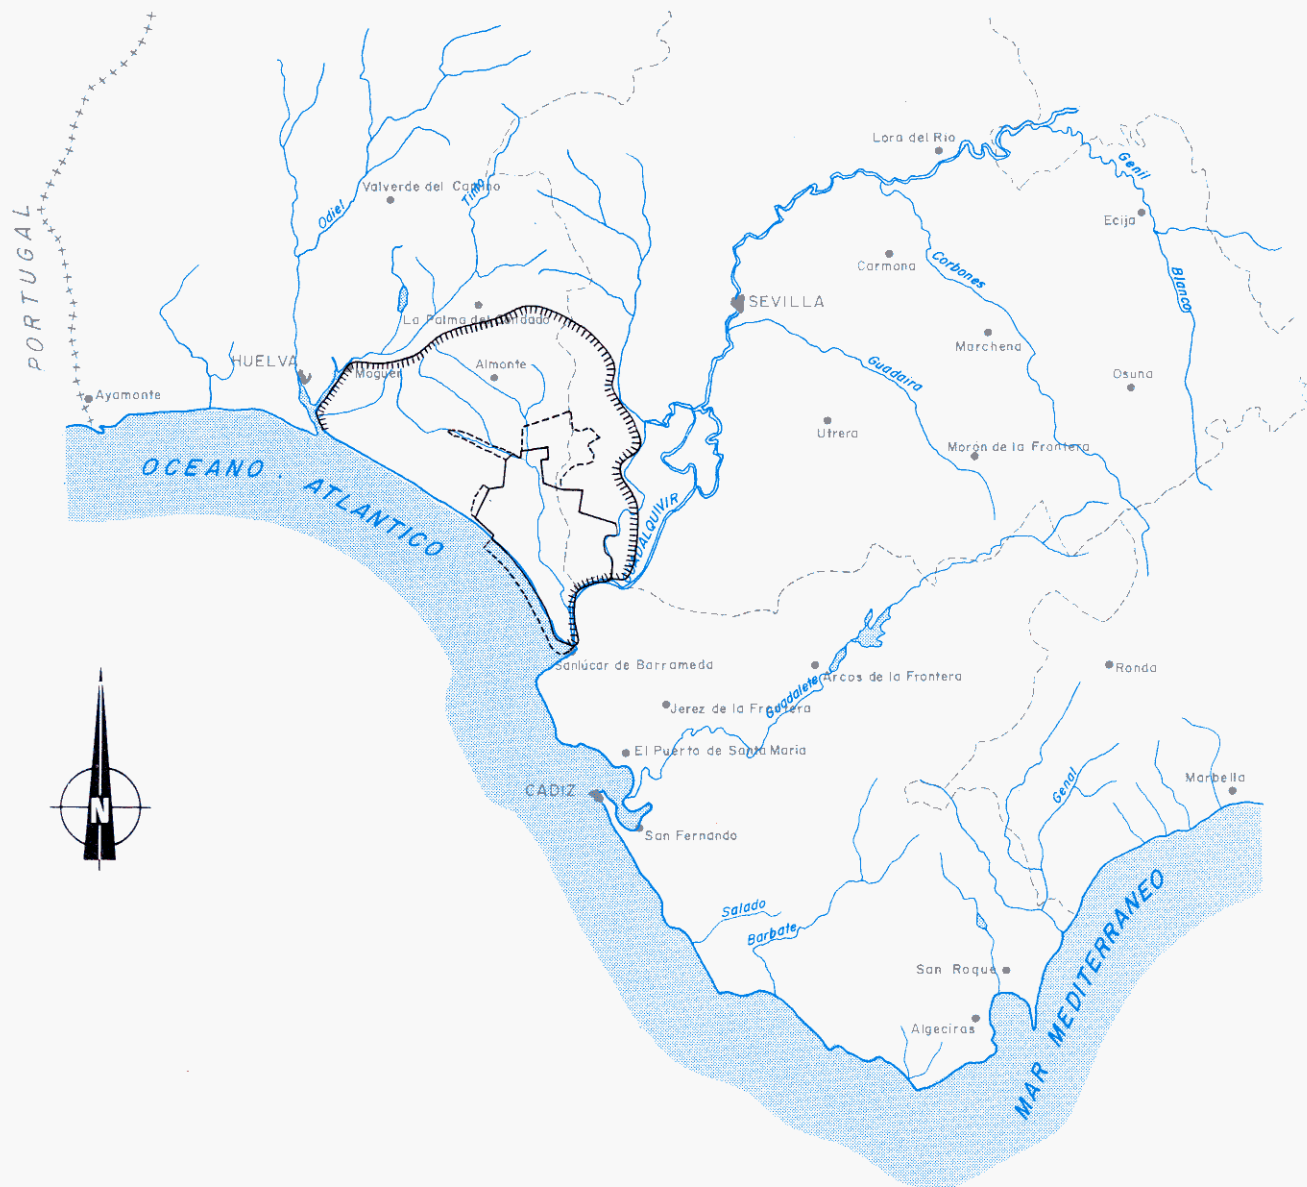 Lora del Rio
Genil
Valverde del Camino
Tinto
Odiel
PORTUGAL
Ecija
Carmona
Corbones
Blanco
SEVILLA
La Palma del Condado
Marchena
HUELVA
Moguer
Almonte
Guadaira
Osuna
Ayamonte
Utrera
Morón de la Frontera
OCEANO . ATLANTICO
GUADALQUIVIR
Sanlúcar de Barrameda
Arcos de la Frontera
Ronda
Guadalete
Jerez de la Frontera
El Puerto de Santa Maria
Marbella
Genal
CADIZ
N
San Fernando
Salado
Barbate
MAR MEDITERRANEO
San Roque
Algeciras